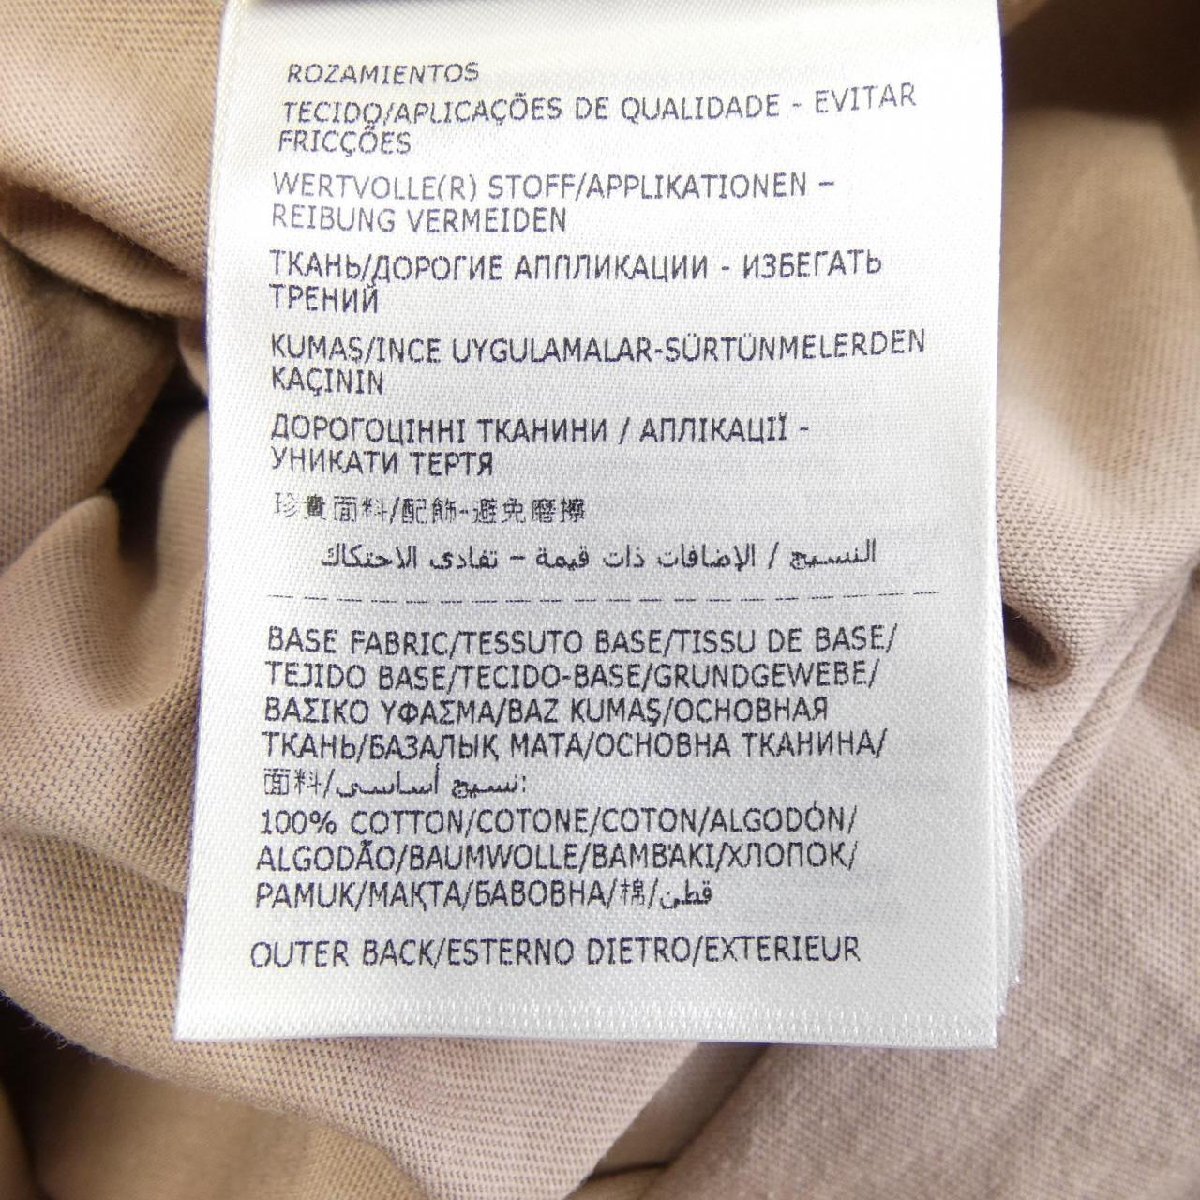 ROZAMIENTOS
TECIDO/APLICAÇÕES DE QUALIDADE - EVITAR
FRICÇÕES
WERTVOLLE(R) STOFF/APPLIKATIONEN –
REIBUNG VERMEIDEN
ТКАНЬ/ДОРОГИЕ АППЛИКАЦИИ - ИЗБЕГАТЬ
ТРЕНИЙ
KUMAŞ/INCE UYGULAMALAR-SÜRTÜNMELERDEN
KAÇININ
ДОРОГОЦІННІ ТКАНИНИ / АПЛІКАЦІЇ -
УНИКАТИ ТЕРТЯ
珍貴面料/配飾-避免磨擦
النسيج / الإضافات ذات قيمة – تفادى الاحتكاك
BASE FABRIC/TESSUTO BASE/TISSU DE BASE/
TEJIDO BASE/TECIDO-BASE/GRUNDGEWEBE/
ΒΑΣΙΚΟ ΥΦΑΣΜΑ/BAZ KUMAŞ/ОСНОВНАЯ
ТКАНЬ/БАЗАЛЫҚ МАТА/ОСНОВНА ТКАНИНА/
面料/نسيج أساسى:
100% COTTON/COTONE/COTON/ALGODÓN/
ALGODÃO/BAUMWOLLE/ΒΑΜΒΆΚΙ/ХЛОПОК/
PAMUK/МАҚТА/БАВОВНА/棉/قطن
OUTER BACK/ESTERNO DIETRO/EXTERIEUR